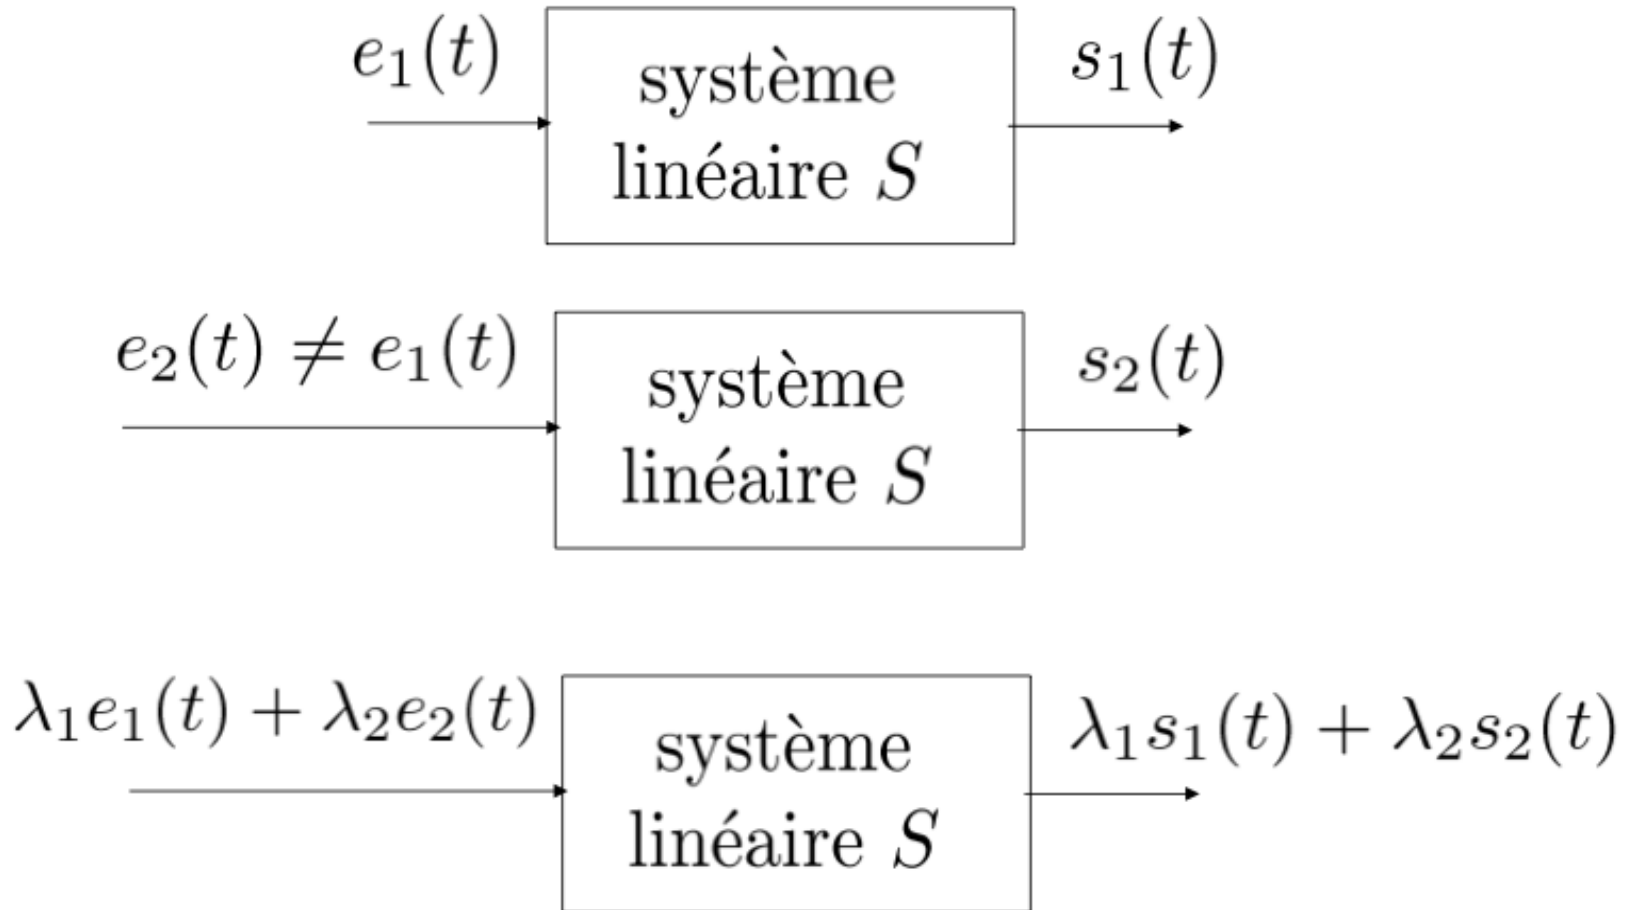 e₁(t)
système
linéaire S
s₁(t)
e₂(t) ≠ e₁(t)
système
linéaire S
s₂(t)
λ₁e₁(t) + λ₂e₂(t)
système
linéaire S
λ₁s₁(t) + λ₂s₂(t)